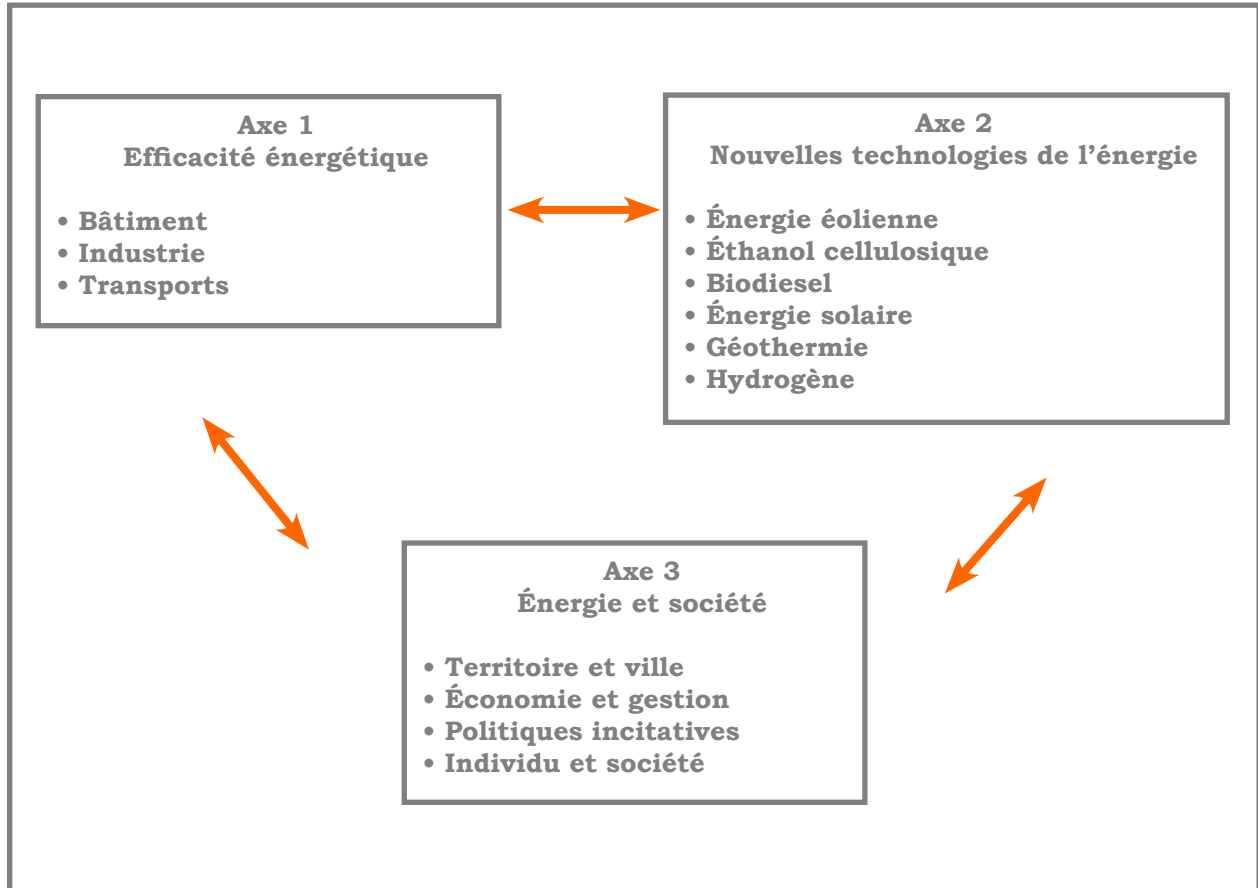 Axe 1
Efficacité énergétique
• Bâtiment
• Industrie
• Transports
Axe 2
Nouvelles technologies de l’énergie
• Énergie éolienne
• Éthanol cellulosique
• Biodiesel
• Énergie solaire
• Géothermie
• Hydrogène
Axe 3
Énergie et société
• Territoire et ville
• Économie et gestion
• Politiques incitatives
• Individu et société